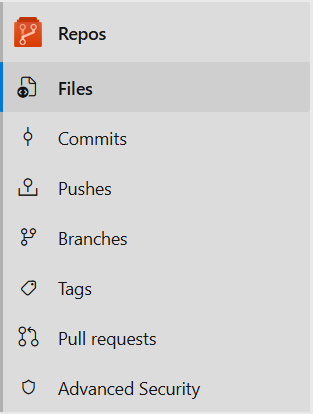 Repos
Files
Commits
Pushes
Branches
Tags
Pull requests
Advanced Security